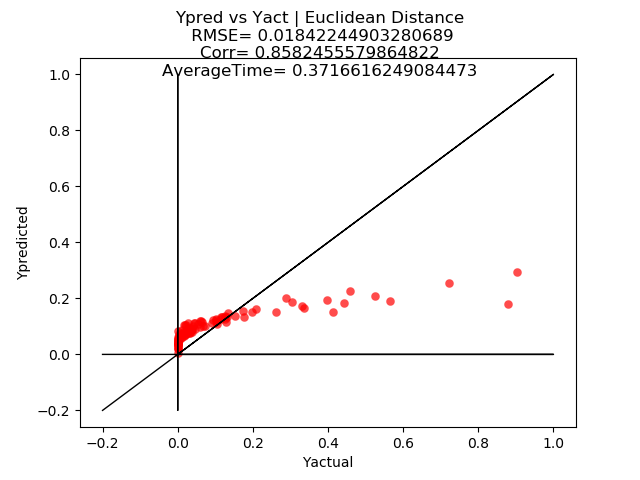 Ypred vs Yact | Euclidean Distance
RMSE= 0.01842244903280689
Corr= 0.8582455579864822
AverageTime= 0.3716616249084473
1.0
0.8
0.6
0.4
0.2
0.0
−0.2
Ypredicted
−0.2 0.0 0.2 0.4 0.6 0.8 1.0
Yactual